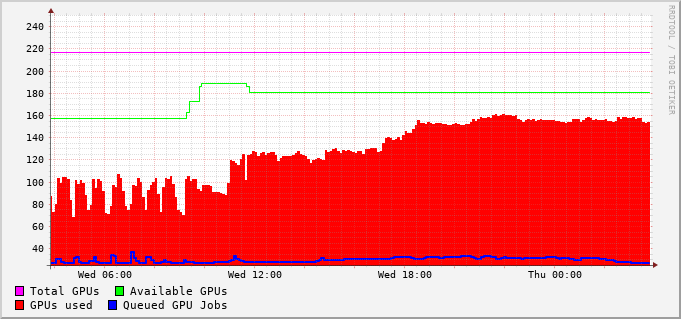 RRDTOOL / TOBI OETIKER
240
220
200
180
160
140
120
100
80
60
40
Wed 06:00 Wed 12:00 Wed 18:00 Thu 00:00
Total GPUs Available GPUs
GPUs used Queued GPU Jobs